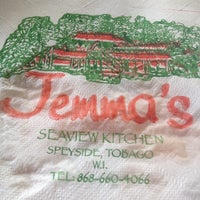 Jemma's
SEAVIEW KITCHEN
SPEYSIDE, TOBAGO
W.I.
TEL: 868-660-4066